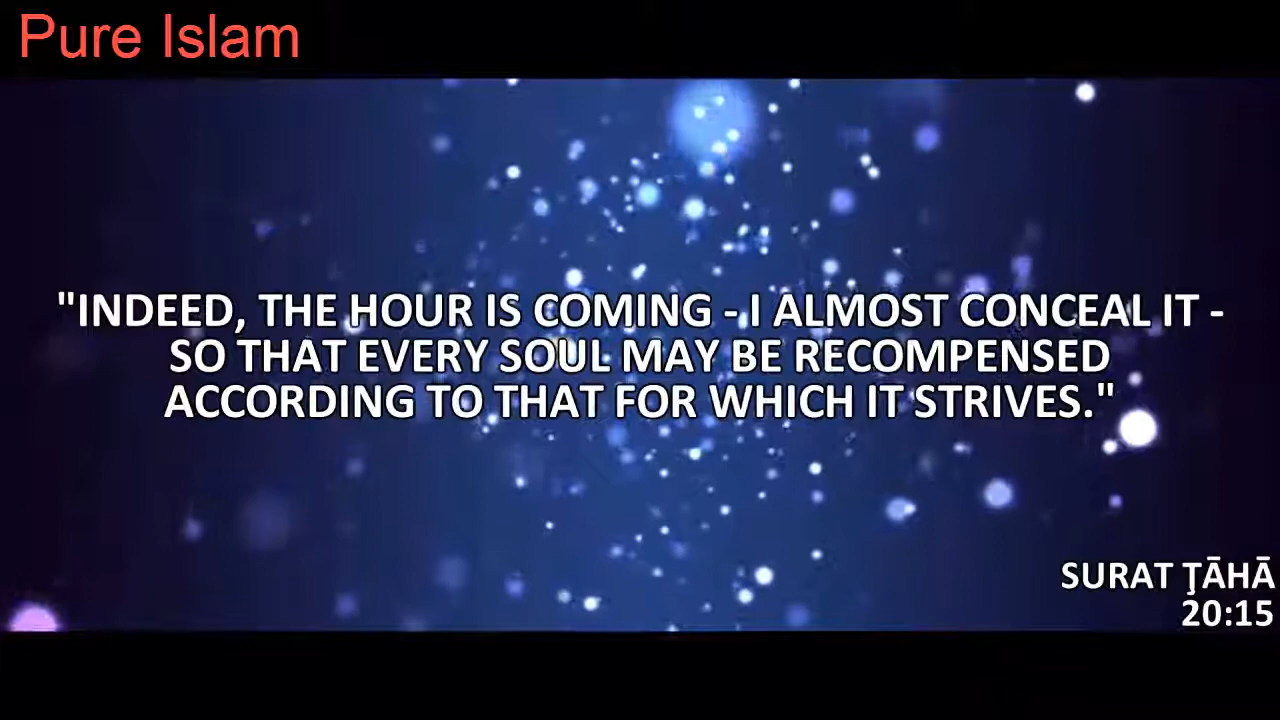 Pure Islam
"INDEED, THE HOUR IS COMING - I ALMOST CONCEAL IT -
SO THAT EVERY SOUL MAY BE RECOMPENSED
ACCORDING TO THAT FOR WHICH IT STRIVES."
SURAT ŢĀHĀ
20:15